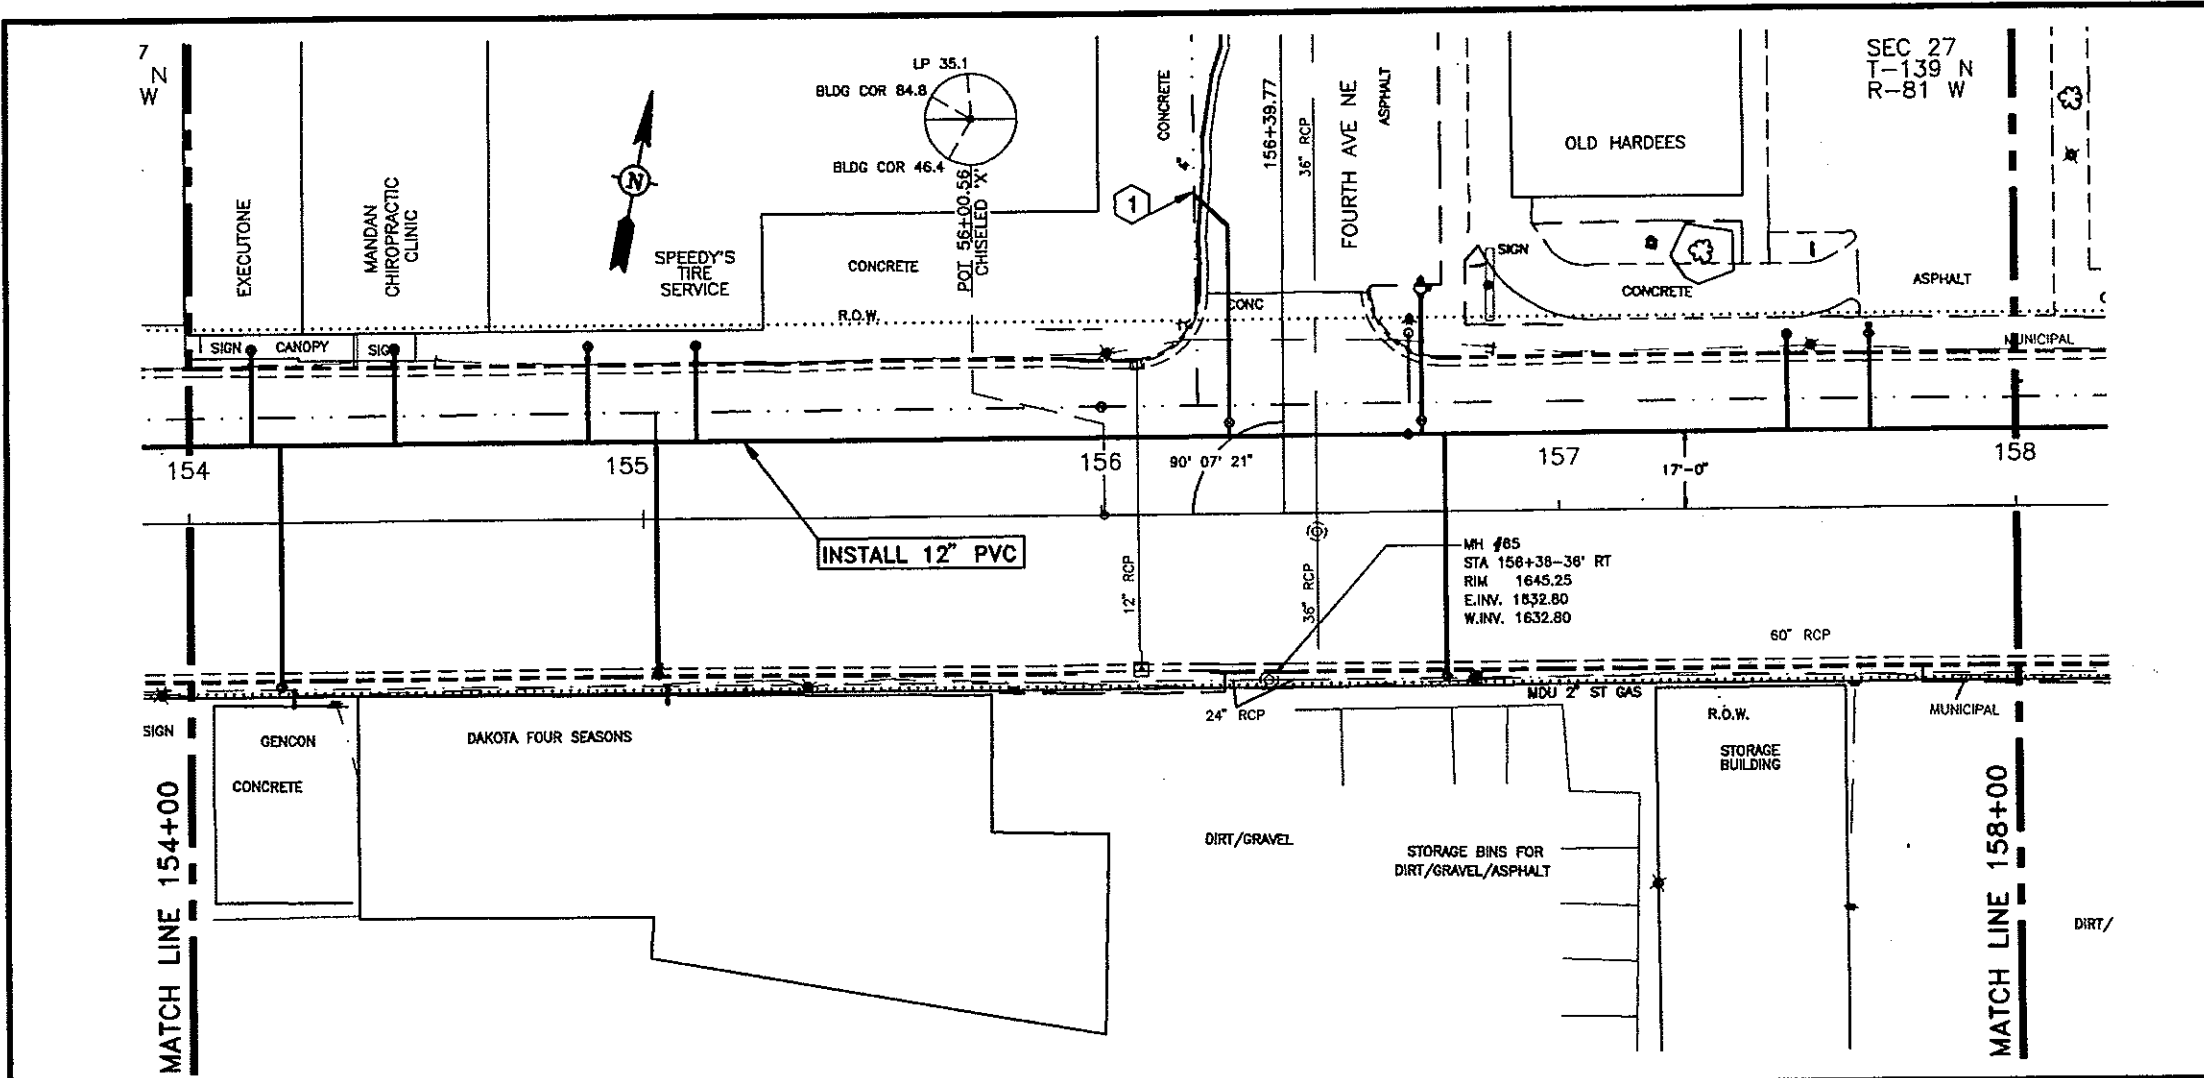 7
N
W
EXECUTONE
MANDAN
CHIROPRACTIC
CLINIC
N
SPEEDY'S
TIRE
SERVICE
LP 35.1
BLDG COR 84.8
BLDG COR 46.4
POT 56+00.56
CHISELED 'X'
CONCRETE
R.O.W.
CONCRETE
4"
1
156+39.77
36" RCP
FOURTH AVE NE
ASPHALT
CONC
OLD HARDEES
SIGN
CONCRETE
ASPHALT
SEC 27
T-139 N
R-81 W
MUNICIPAL
SIGN
CANOPY
SIGN
154
155
156
90' 07' 21"
157
17'-0"
158
INSTALL 12" PVC
12" RCP
36" RCP
MH #65
STA 156+38-36' RT
RIM 1645.25
E.INV. 1632.80
W.INV. 1632.80
60" RCP
MDU 2" ST GAS
24" RCP
R.O.W.
MUNICIPAL
SIGN
GENCON
CONCRETE
DAKOTA FOUR SEASONS
DIRT/GRAVEL
STORAGE BINS FOR
DIRT/GRAVEL/ASPHALT
STORAGE
BUILDING
DIRT/
MATCH LINE 154+00
MATCH LINE 158+00